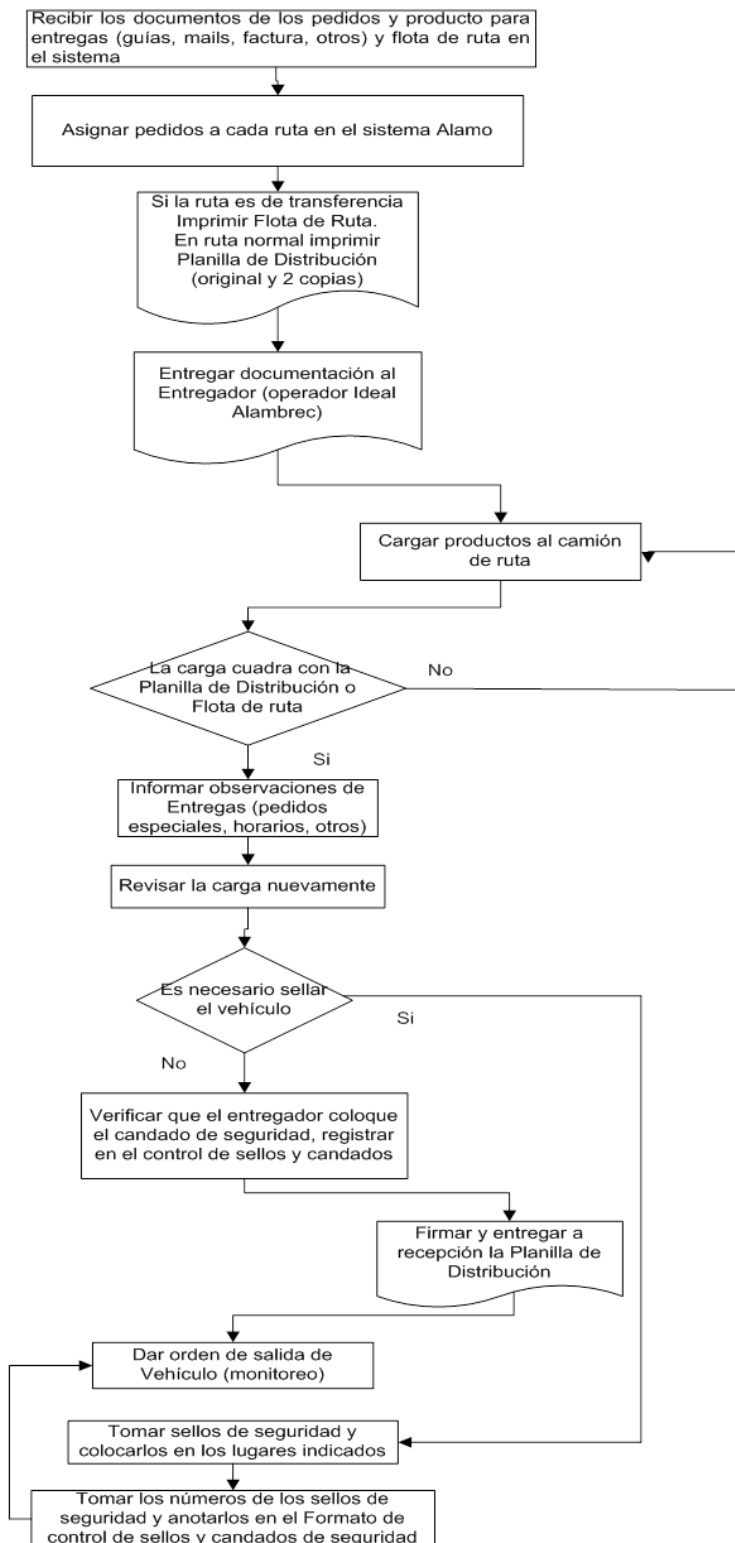 Recibir los documentos de los pedidos y producto para
entregas (guías, mails, factura, otros) y flota de ruta en
el sistema
Asignar pedidos a cada ruta en el sistema Alamo
Si la ruta es de transferencia
Imprimir Flota de Ruta.
En ruta normal imprimir
Planilla de Distribución
(original y 2 copias)
Entregar documentación al
Entregador (operador Ideal
Alambrec)
Cargar productos al camión
de ruta
La carga cuadra con la
Planilla de Distribución o
Flota de ruta
No
Si
Informar observaciones de
Entregas (pedidos
especiales, horarios, otros)
Revisar la carga nuevamente
Es necesario sellar
el vehículo
Si
No
Verificar que el entregador coloque
el candado de seguridad, registrar
en el control de sellos y candados
Firmar y entregar a
recepción la Planilla de
Distribución
Dar orden de salida de
Vehículo (monitoreo)
Tomar sellos de seguridad y
colocarlos en los lugares indicados
Tomar los números de los sellos de
seguridad y anotarlos en el Formato de
control de sellos y candados de seguridad